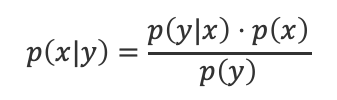 p(x|y) = p(y|x) · p(x) / p(y)